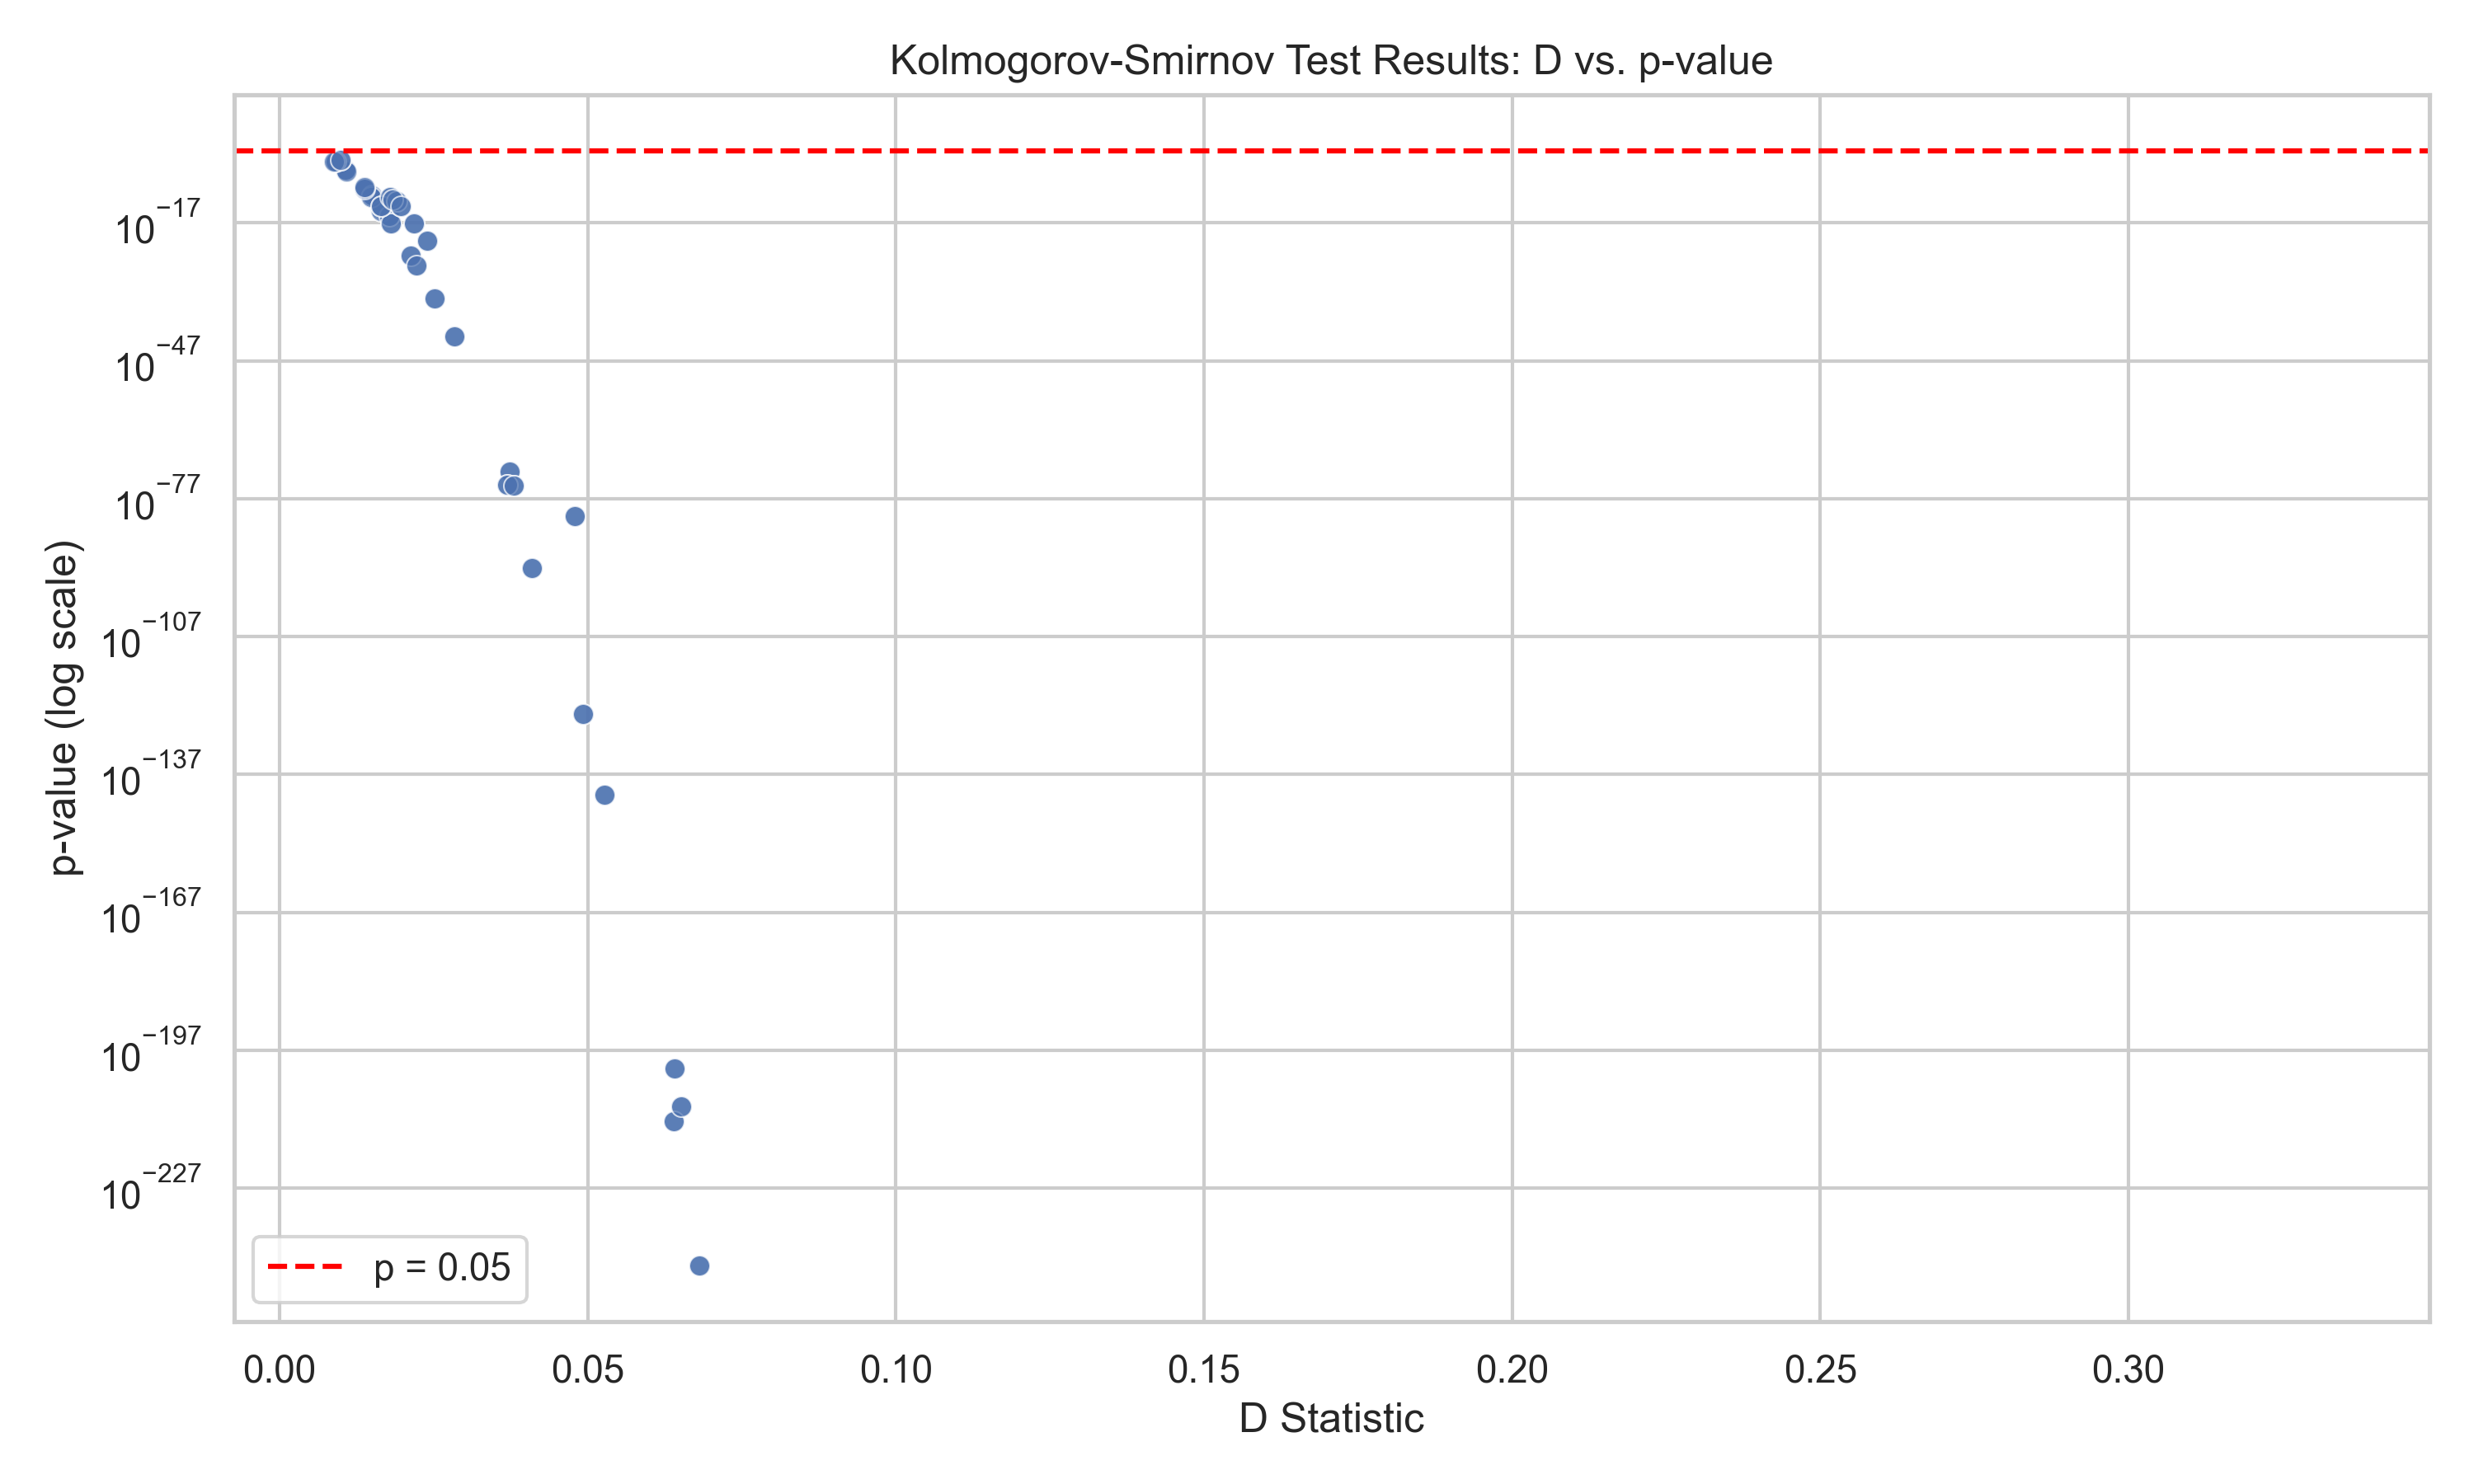 Kolmogorov-Smirnov Test Results: D vs. p-value
p-value (log scale)
10⁻¹⁷
10⁻⁴⁷
10⁻⁷⁷
10⁻¹⁰⁷
10⁻¹³⁷
10⁻¹⁶⁷
10⁻¹⁹⁷
10⁻²²⁷
p = 0.05
0.00 0.05 0.10 0.15 0.20 0.25 0.30
D Statistic